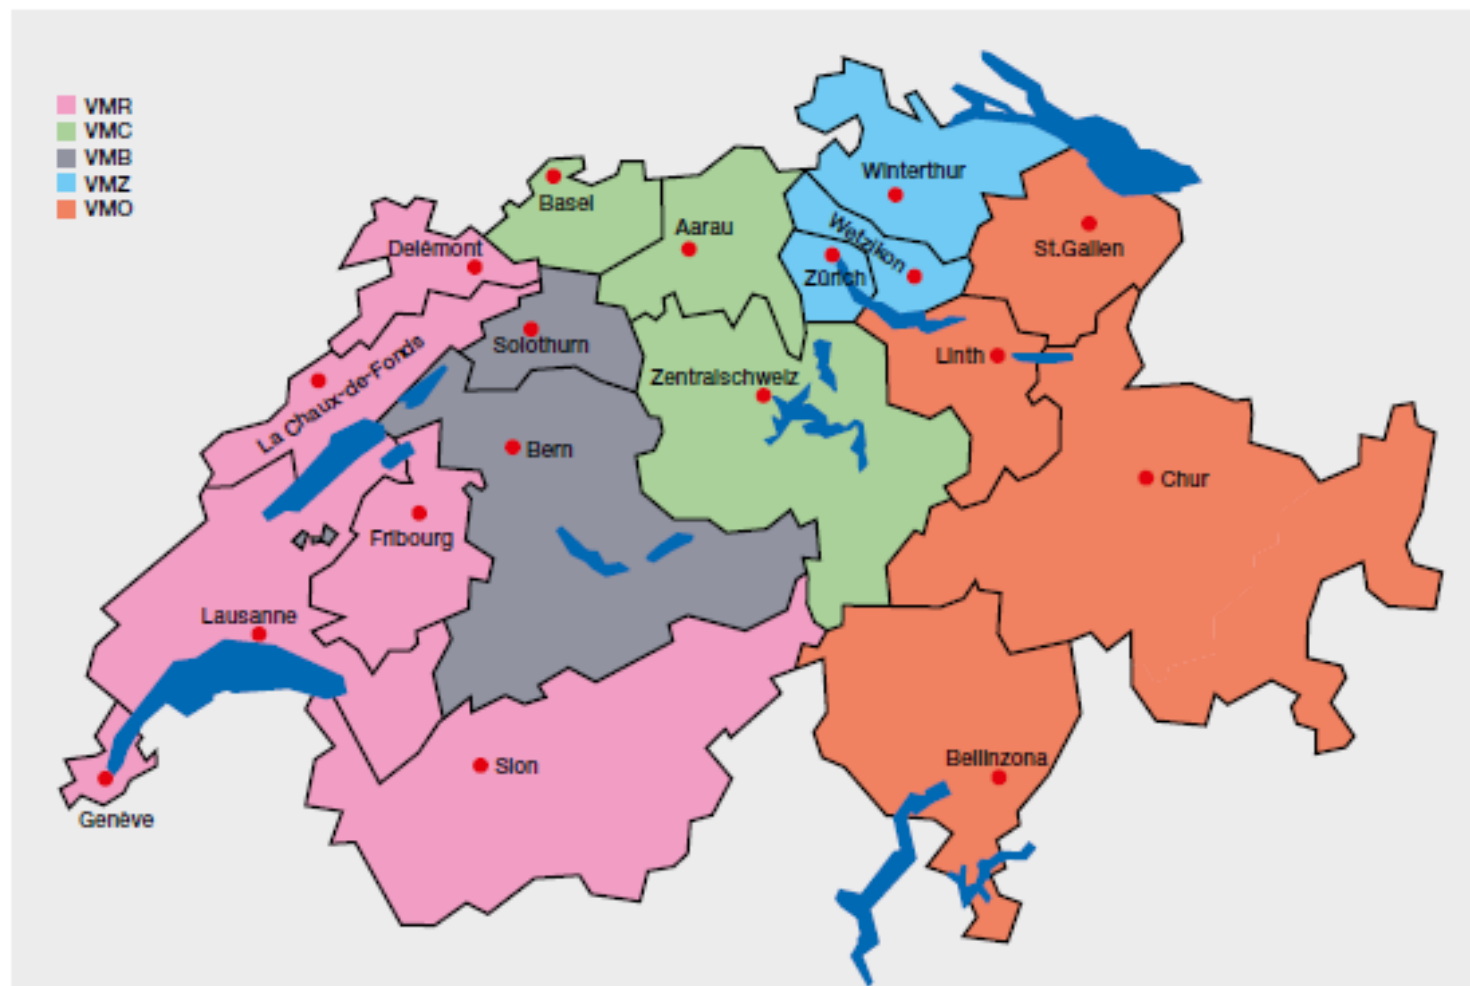 VMR
VMC
VMB
VMZ
VMO
Winterthur
Basel
Aarau
Wetzikon
St.Gallen
Delémont
Zürich
Solothurn
Linth
La Chaux-de-Fonds
Zentralschweiz
Bern
Chur
Fribourg
Lausanne
Bellinzona
Sion
Genève